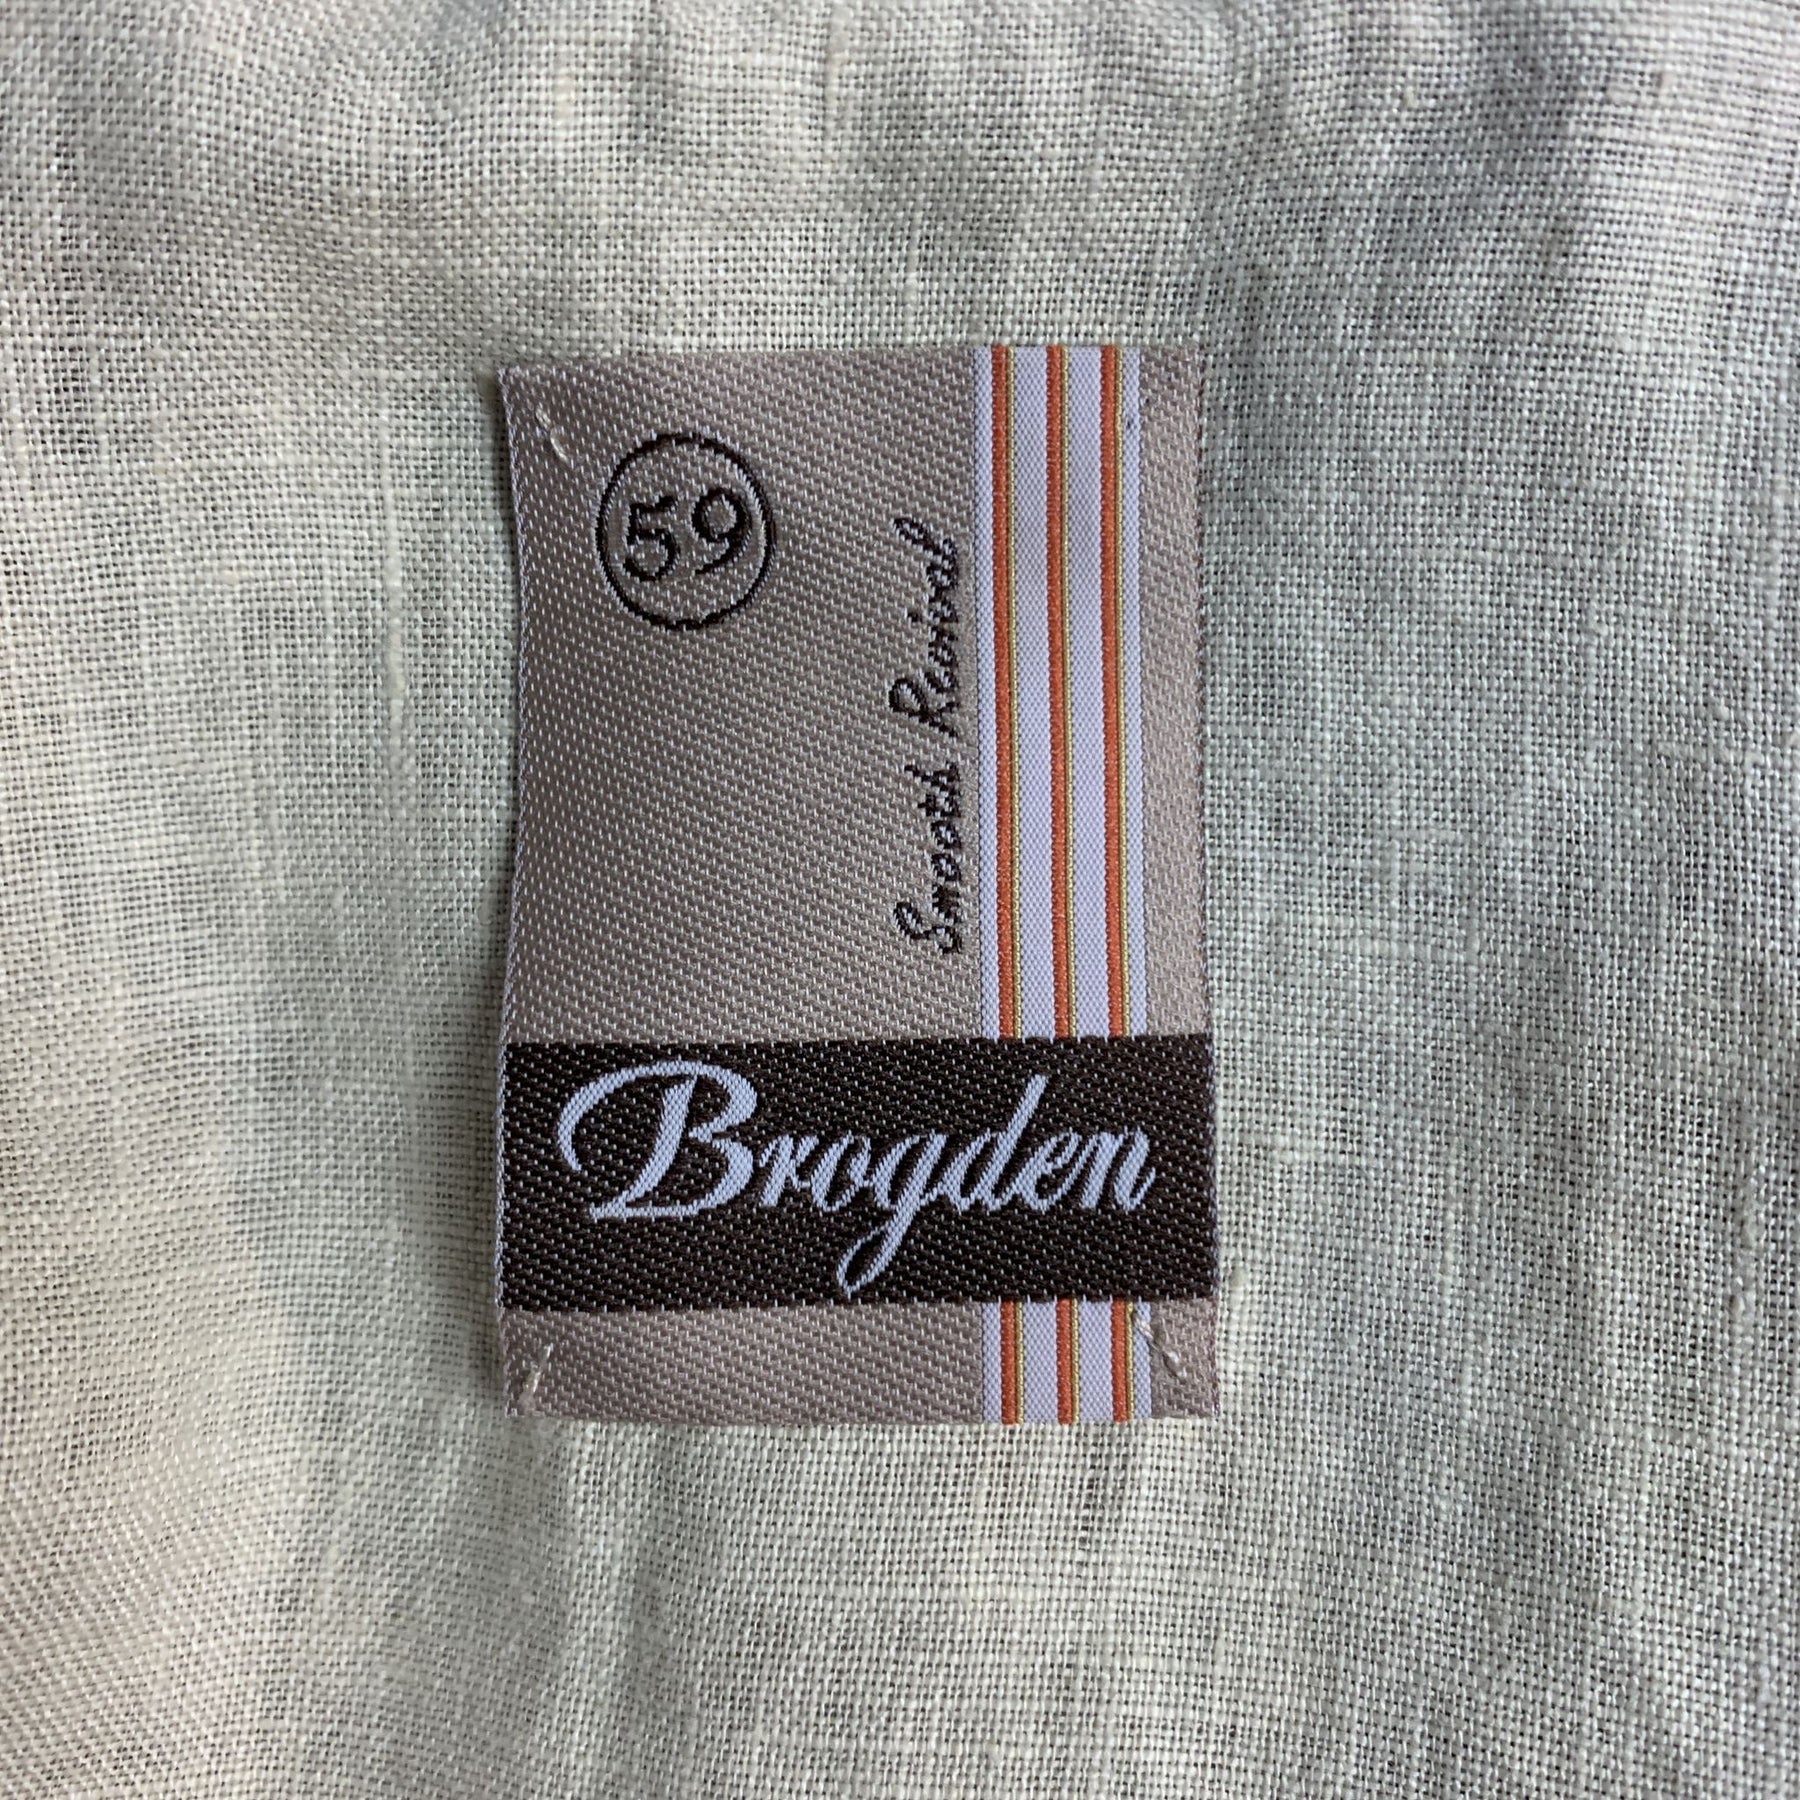 59
Smooth Revival
Brogden